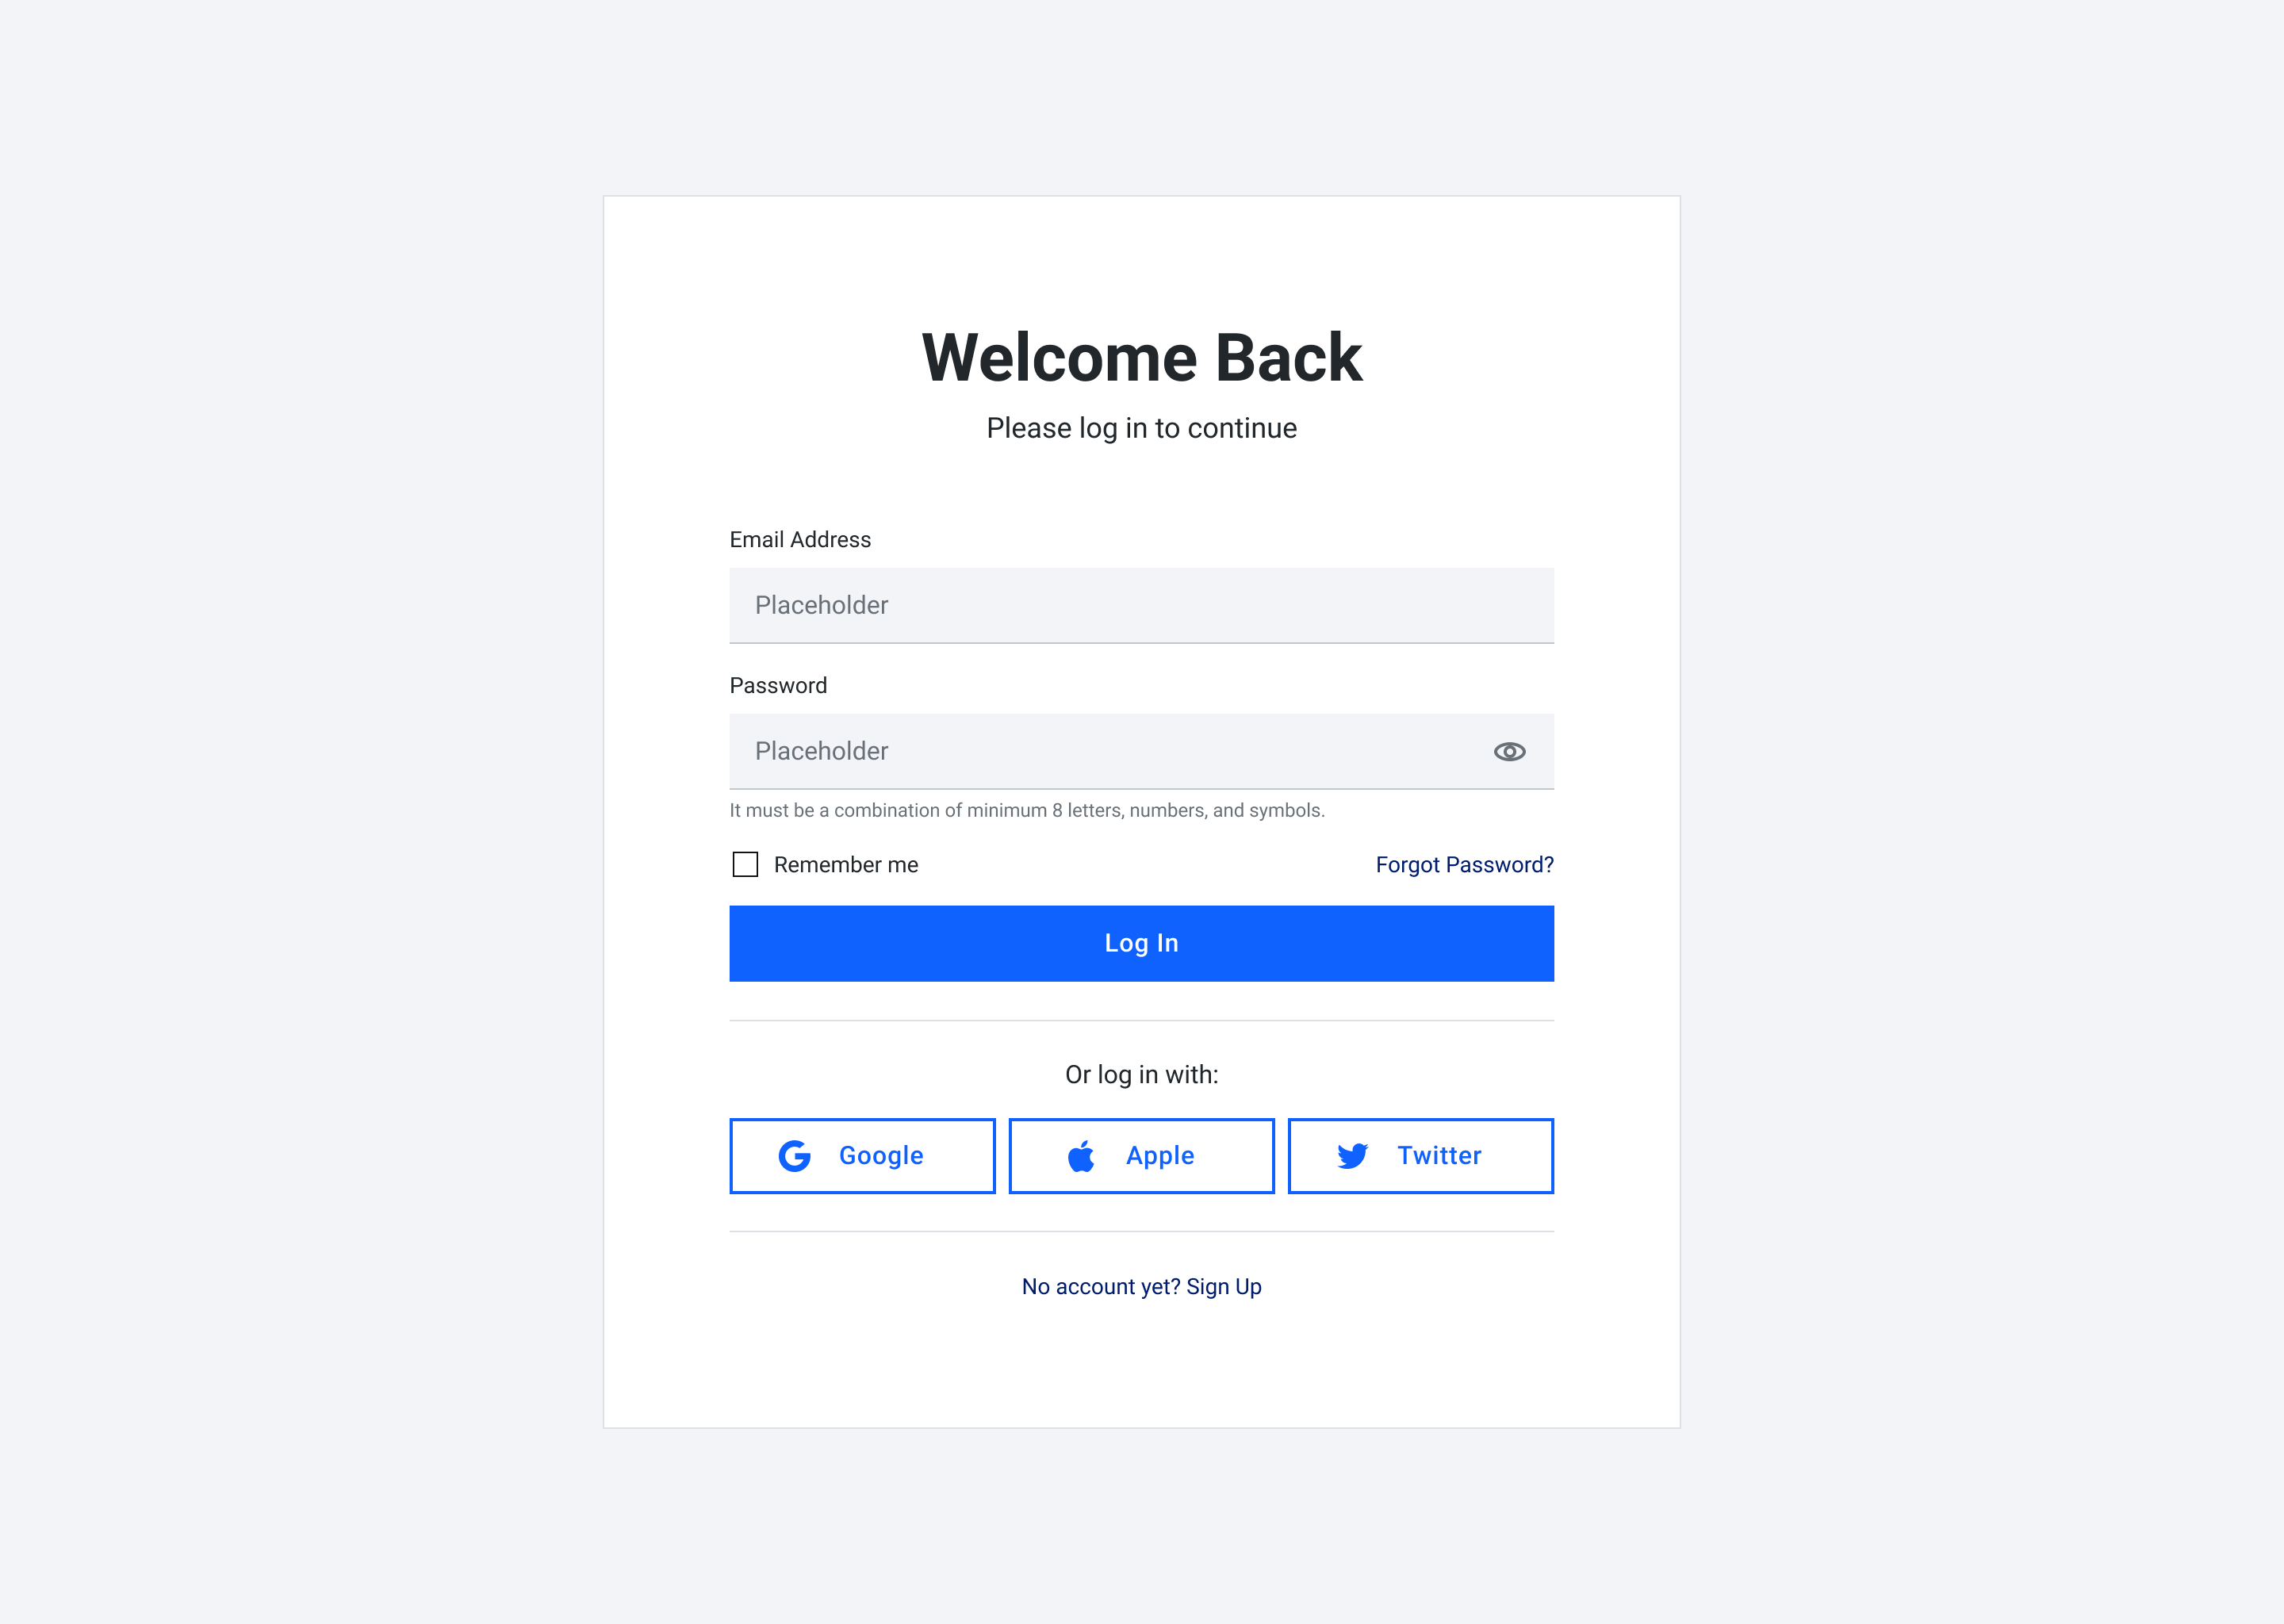 Welcome Back
Please log in to continue
Email Address
Placeholder
Password
Placeholder
It must be a combination of minimum 8 letters, numbers, and symbols.
Remember me
Forgot Password?
Log In
Or log in with:
Google
Apple
Twitter
No account yet? Sign Up